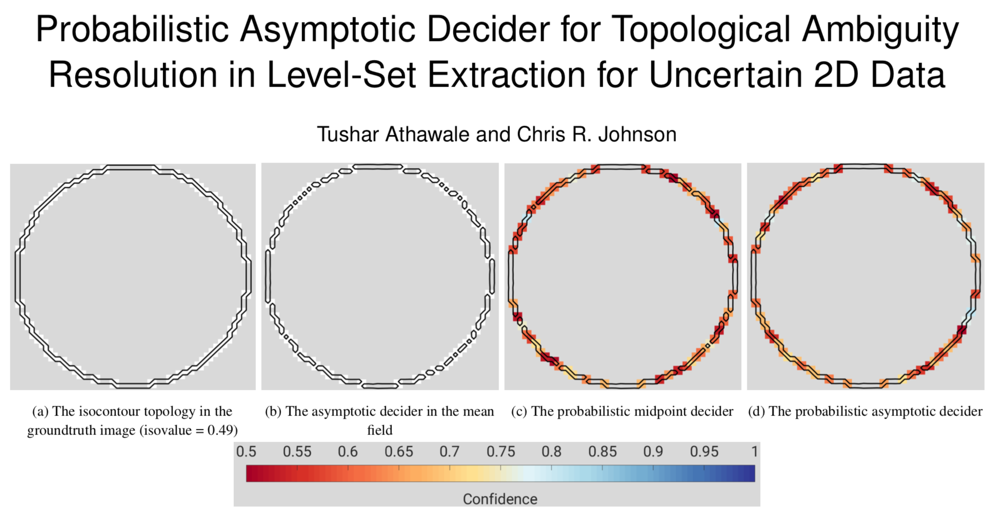 Probabilistic Asymptotic Decider for Topological Ambiguity
Resolution in Level-Set Extraction for Uncertain 2D Data
Tushar Athawale and Chris R. Johnson
(a) The isocontour topology in the
groundtruth image (isovalue = 0.49)
(b) The asymptotic decider in the mean
field
(c) The probabilistic midpoint decider
(d) The probabilistic asymptotic decider
0.5 0.55 0.6 0.65 0.7 0.75 0.8 0.85 0.9 0.95 1
Confidence